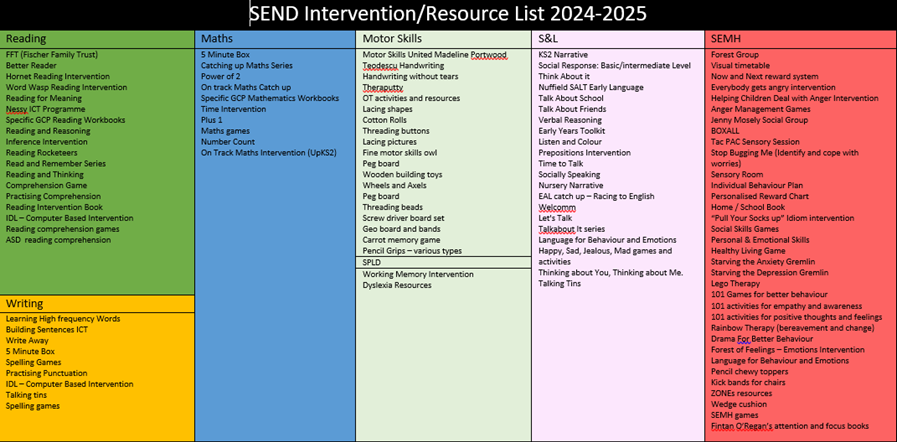 SEND Intervention/Resource List 2024-2025
Reading
FFT (Fischer Family Trust)
Better Reader
Hornet Reading Intervention
Word Wasp Reading Intervention
Reading for Meaning
Nessy ICT Programme
Specific GCP Reading Workbooks
Reading and Reasoning
Inference Intervention
Reading Rocketeers
Read and Remember Series
Reading and Thinking
Comprehension Game
Practising Comprehension
Reading Intervention Book
IDL – Computer Based Intervention
Reading comprehension games
ASD reading comprehension
Writing
Learning High frequency Words
Building Sentences ICT
Write Away
5 Minute Box
Spelling Games
Practising Punctuation
IDL – Computer Based Intervention
Talking tins
Spelling games
Maths
5 Minute Box
Catching up Maths Series
Power of 2
On track Maths Catch up
Specific GCP Mathematics Workbooks
Time Intervention
Plus 1
Maths games
Number Count
On Track Maths Intervention (UpKS2)
Motor Skills
Motor Skills United Madeline Portwood
Teodescu Handwriting
Handwriting without tears
Theraputty
OT activities and resources
Lacing shapes
Cotton Rolls
Threading buttons
Lacing pictures
Fine motor skills owl
Peg board
Wooden building toys
Wheels and Axels
Peg board
Threading beads
Screw driver board set
Geo board and bands
Carrot memory game
Pencil Grips – various types
SPLD
Working Memory Intervention
Dyslexia Resources
S&L
KS2 Narrative
Social Response: Basic/intermediate Level
Think About it
Nuffield SALT Early Language
Talk About School
Talk About Friends
Verbal Reasoning
Early Years Toolkit
Listen and Colour
Prepositions Intervention
Time to Talk
Socially Speaking
Nursery Narrative
EAL catch up – Racing to English
Welcomm
Let's Talk
Talkabout It series
Language for Behaviour and Emotions
Happy, Sad, Jealous, Mad games and
activities
Thinking about You, Thinking about Me.
Talking Tins
SEMH
Forest Group
Visual timetable
Now and Next reward system
Everybody gets angry intervention
Helping Children Deal with Anger Intervention
Anger Management Games
Jenny Mosely Social Group
BOXALL
Tac PAC Sensory Session
Stop Bugging Me (Identify and cope with
worries)
Sensory Room
Individual Behaviour Plan
Personalised Reward Chart
Home / School Book
"Pull Your Socks up" Idiom intervention
Social Skills Games
Personal & Emotional Skills
Healthy Living Game
Starving the Anxiety Gremlin
Starving the Depression Gremlin
Lego Therapy
101 Games for better behaviour
101 activities for empathy and awareness
101 activities for positive thoughts and feelings
Rainbow Therapy (bereavement and change)
Drama For Better Behaviour
Forest of Feelings – Emotions Intervention
Language for Behaviour and Emotions
Pencil chewy toppers
Kick bands for chairs
ZONEs resources
Wedge cushion
SEMH games
Fintan O'Regan's attention and focus books